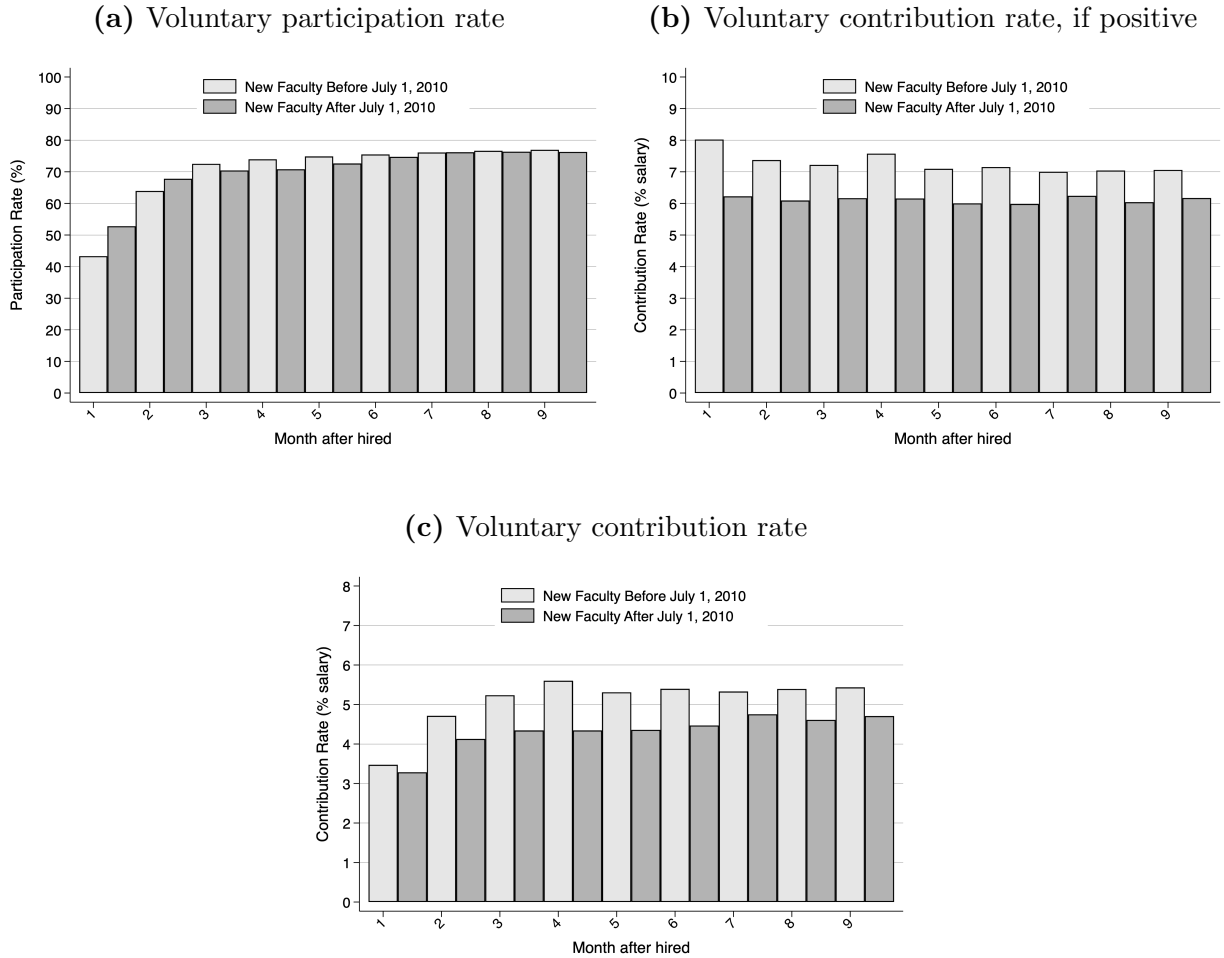 (a) Voluntary participation rate
Participation Rate (%)
100
90
80
70
60
50
40
30
20
10
0
New Faculty Before July 1, 2010
New Faculty After July 1, 2010
1 2 3 4 5 6 7 8 9
Month after hired
(b) Voluntary contribution rate, if positive
Contribution Rate (% salary)
10
9
8
7
6
5
4
3
2
1
0
New Faculty Before July 1, 2010
New Faculty After July 1, 2010
1 2 3 4 5 6 7 8 9
Month after hired
(c) Voluntary contribution rate
Contribution Rate (% salary)
8
7
6
5
4
3
2
1
0
New Faculty Before July 1, 2010
New Faculty After July 1, 2010
1 2 3 4 5 6 7 8 9
Month after hired